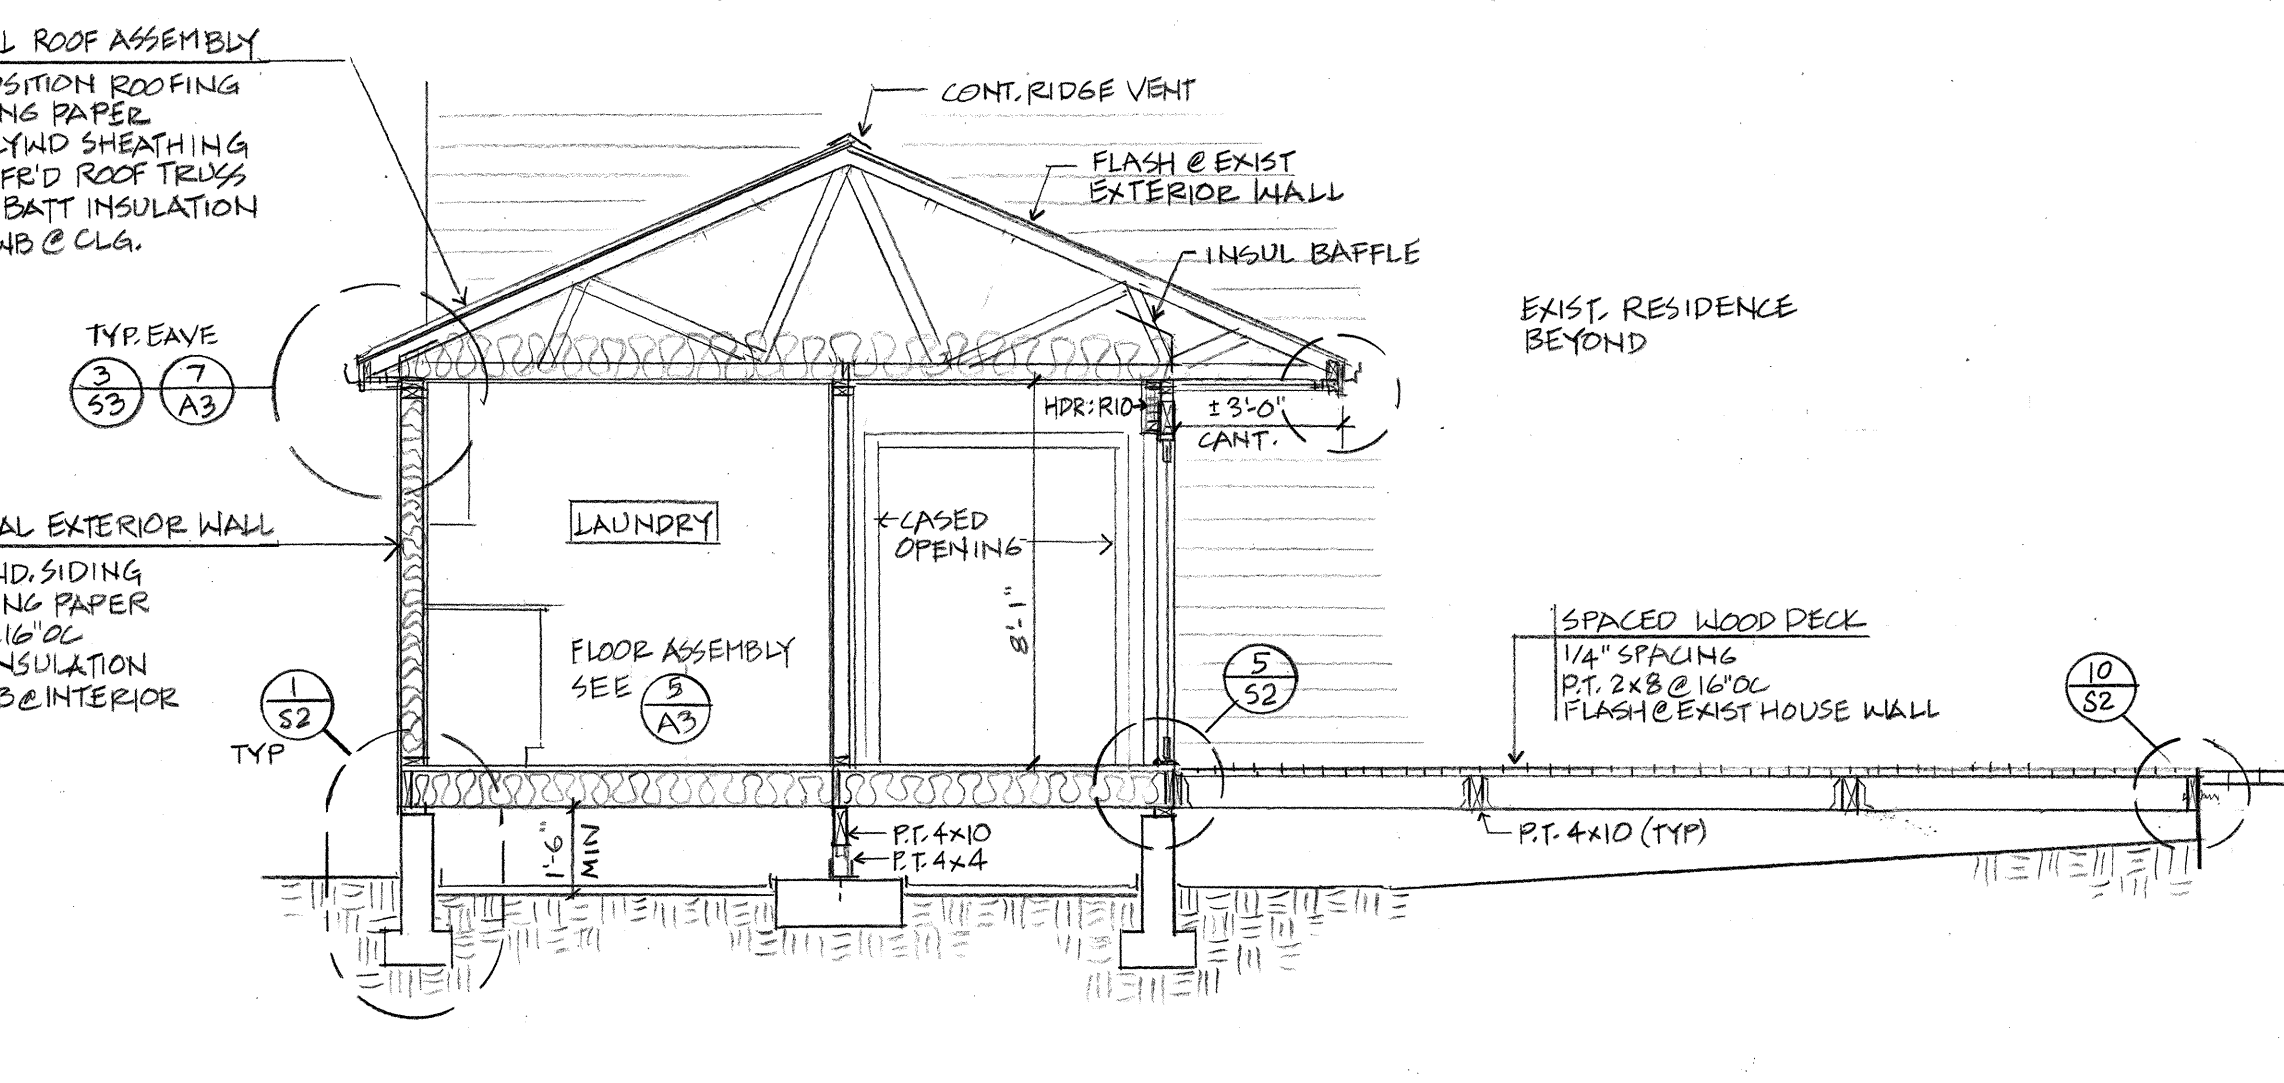 L ROOF ASSEMBLY
OSITION ROOFING
NG PAPER
LYWD SHEATHING
FR'D ROOF TRUSS
BATT INSULATION
WB @ CLG.
CONT. RIDGE VENT
FLASH @ EXIST
EXTERIOR WALL
INSUL BAFFLE
EXIST. RESIDENCE
BEYOND
TYP. EAVE
3
S3
7
A3
HDR: R10
± 3'-0"
CANT.
AL EXTERIOR WALL
ND. SIDING
NG PAPER
16" OC
NSULATION
B @ INTERIOR
LAUNDRY
CASED
OPENING
8'-1"
FLOOR ASSEMBLY
SEE
5
A3
1
S2
TYP
5
S2
SPACED WOOD DECK
1/4" SPACING
P.T. 2x8 @ 16" OC
FLASH @ EXIST HOUSE WALL
10
S2
1'-6"
MIN
P.T. 4x10
P.T. 4x4
P.T. 4x10 (TYP)